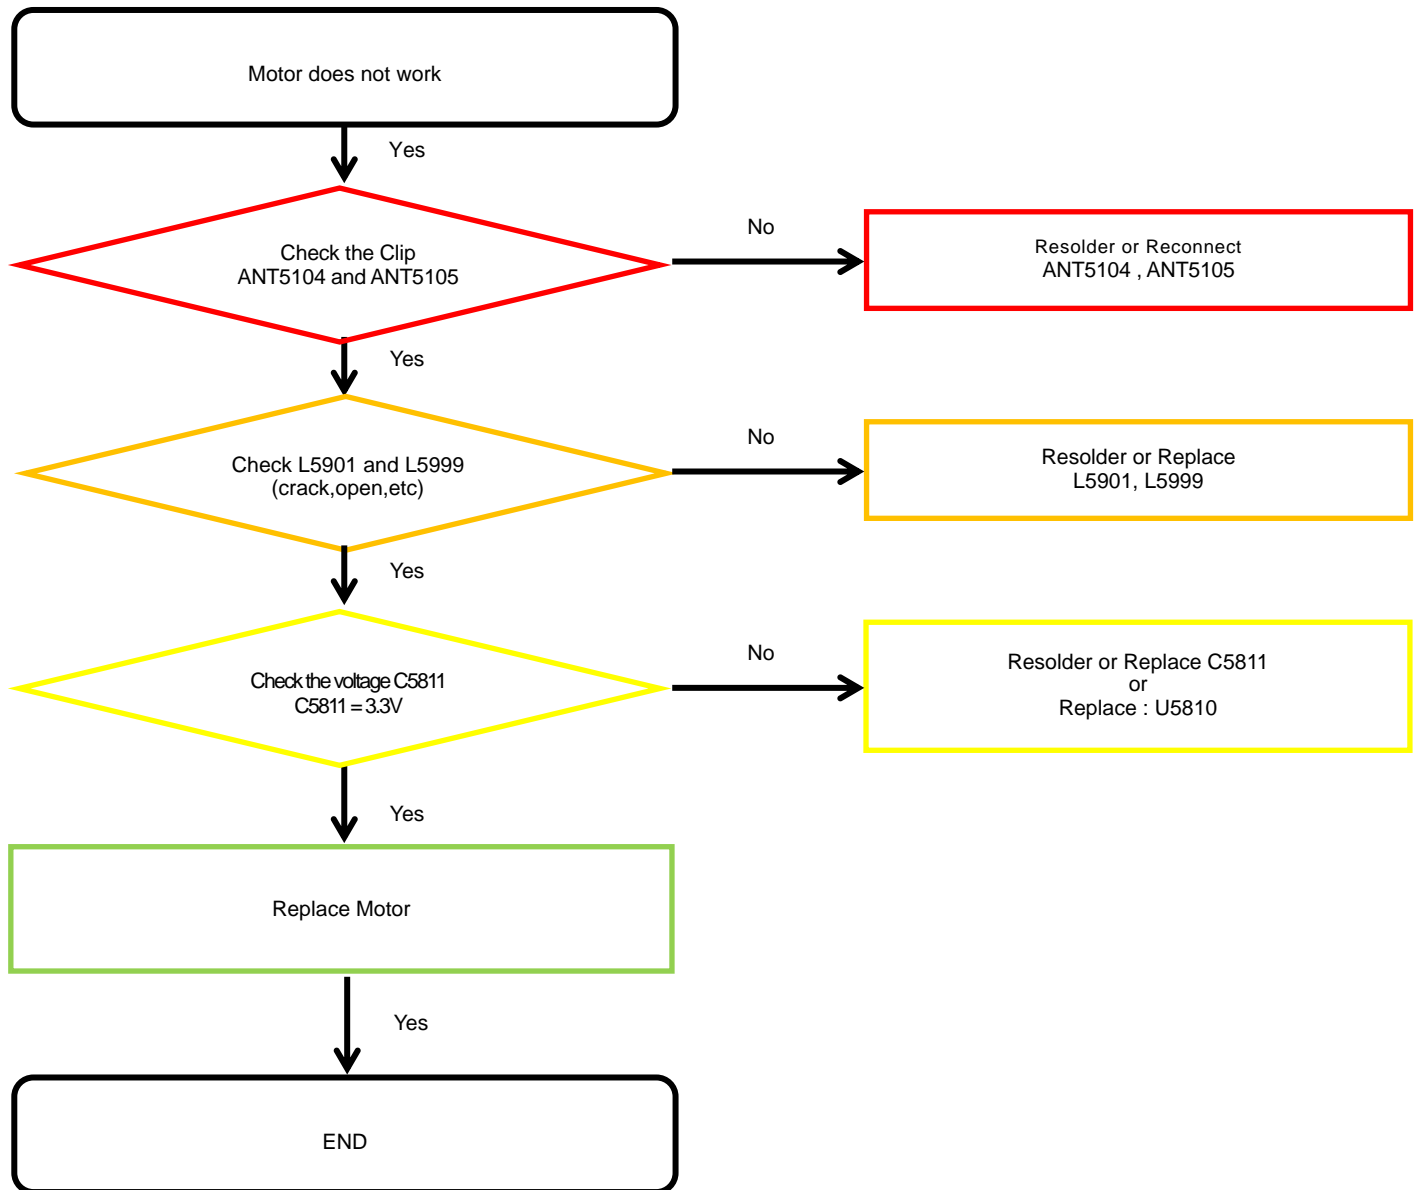 Motor does not work
Yes
Check the Clip
ANT5104 and ANT5105
No
Resolder or Reconnect
ANT5104 , ANT5105
Yes
Check L5901 and L5999
(crack,open,etc)
No
Resolder or Replace
L5901, L5999
Yes
Check the voltage C5811
C5811 = 3.3V
No
Resolder or Replace C5811
or
Replace : U5810
Yes
Replace Motor
Yes
END